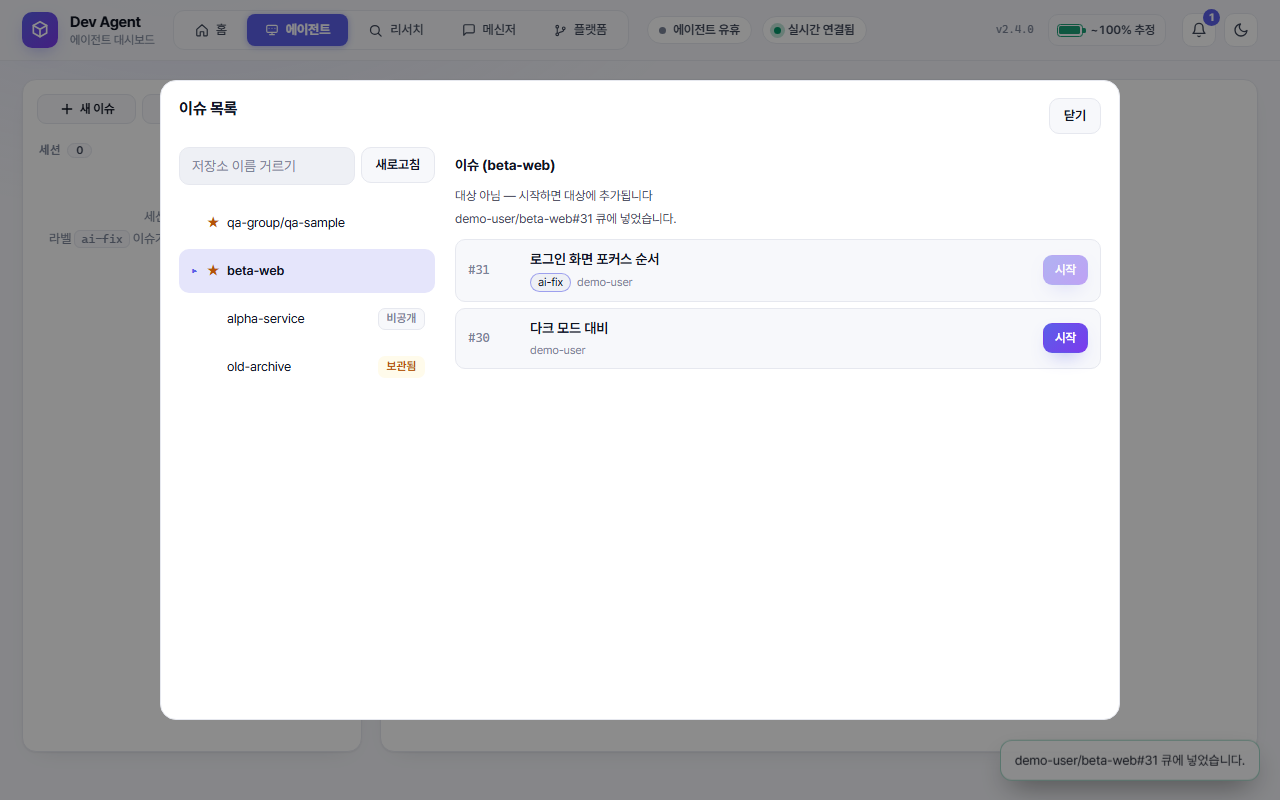 Dev Agent
에이전트 대시보드
홈
에이전트
리서치
메신저
플랫폼
에이전트 유휴
실시간 연결됨
v2.4.0
~100% 추정
1
새 이슈
세션 0
라벨 ai-fix 이슈
이슈 목록
닫기
저장소 이름 거르기
새로고침
★ qa-group/qa-sample
▸ ★ beta-web
alpha-service 비공개
old-archive 보관됨
이슈 (beta-web)
대상 아님 — 시작하면 대상에 추가됩니다
demo-user/beta-web#31 큐에 넣었습니다.
#31 로그인 화면 포커스 순서
ai-fix demo-user
시작
#30 다크 모드 대비
demo-user
시작
demo-user/beta-web#31 큐에 넣었습니다.